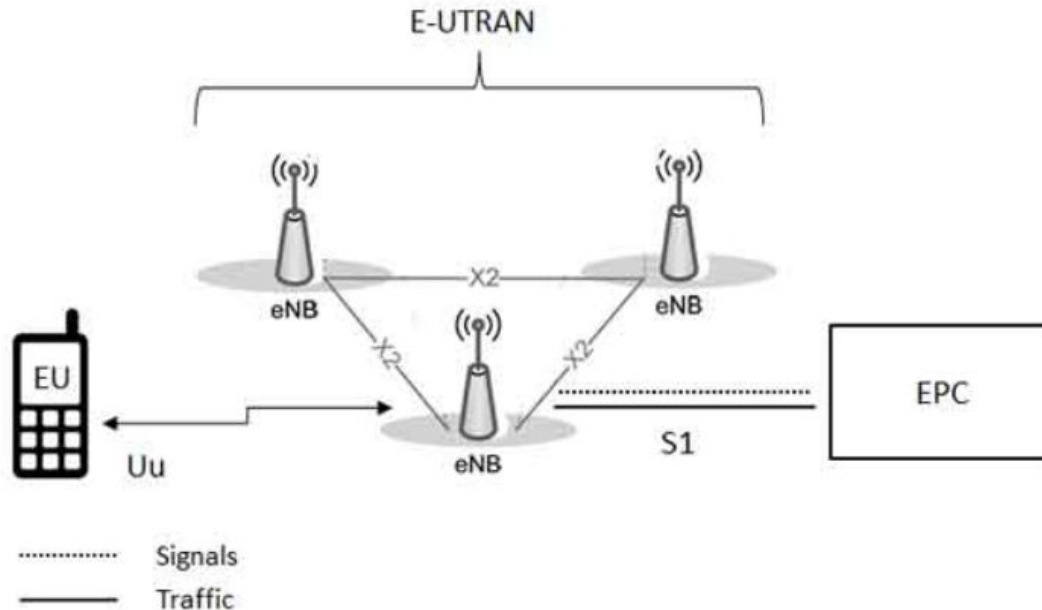 E-UTRAN
X2
eNB
eNB
X2
X2
EU
EPC
S1
Uu
eNB
Signals
Traffic